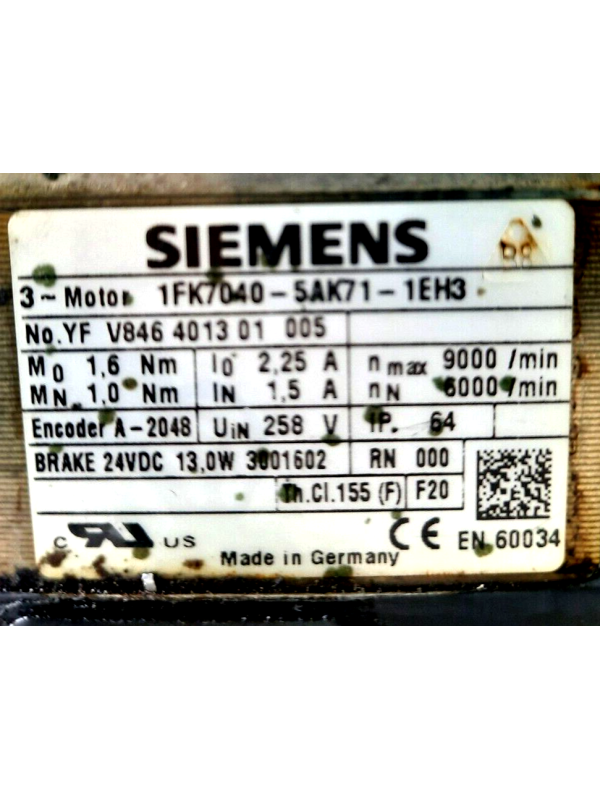 SIEMENS
3~Motor 1FK7040-5AK71-1EH3
No.YF V846 4013 01 005
M0 1,6 Nm I0 2,25 A nmax 9000 /min
MN 1,0 Nm IN 1,5 A nN 6000 /min
Encoder A-2048 UIN 258 V IP. 64
BRAKE 24VDC 13,0W 3001602 RN 000
Th.Cl.155 (F) F20
C RU US CE EN 60034
Made in Germany